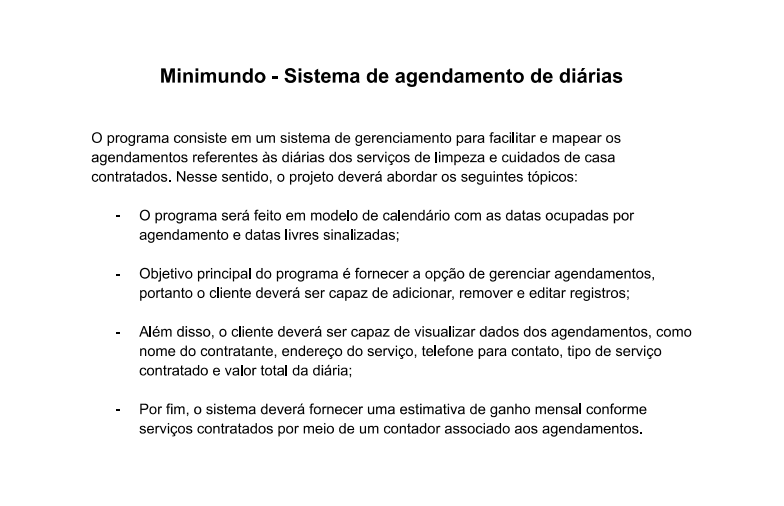 Minimundo - Sistema de agendamento de diárias
O programa consiste em um sistema de gerenciamento para facilitar e mapear os
agendamentos referentes às diárias dos serviços de limpeza e cuidados de casa
contratados. Nesse sentido, o projeto deverá abordar os seguintes tópicos:
- O programa será feito em modelo de calendário com as datas ocupadas por
agendamento e datas livres sinalizadas;
- Objetivo principal do programa é fornecer a opção de gerenciar agendamentos,
portanto o cliente deverá ser capaz de adicionar, remover e editar registros;
- Além disso, o cliente deverá ser capaz de visualizar dados dos agendamentos, como
nome do contratante, endereço do serviço, telefone para contato, tipo de serviço
contratado e valor total da diária;
- Por fim, o sistema deverá fornecer uma estimativa de ganho mensal conforme
serviços contratados por meio de um contador associado aos agendamentos.